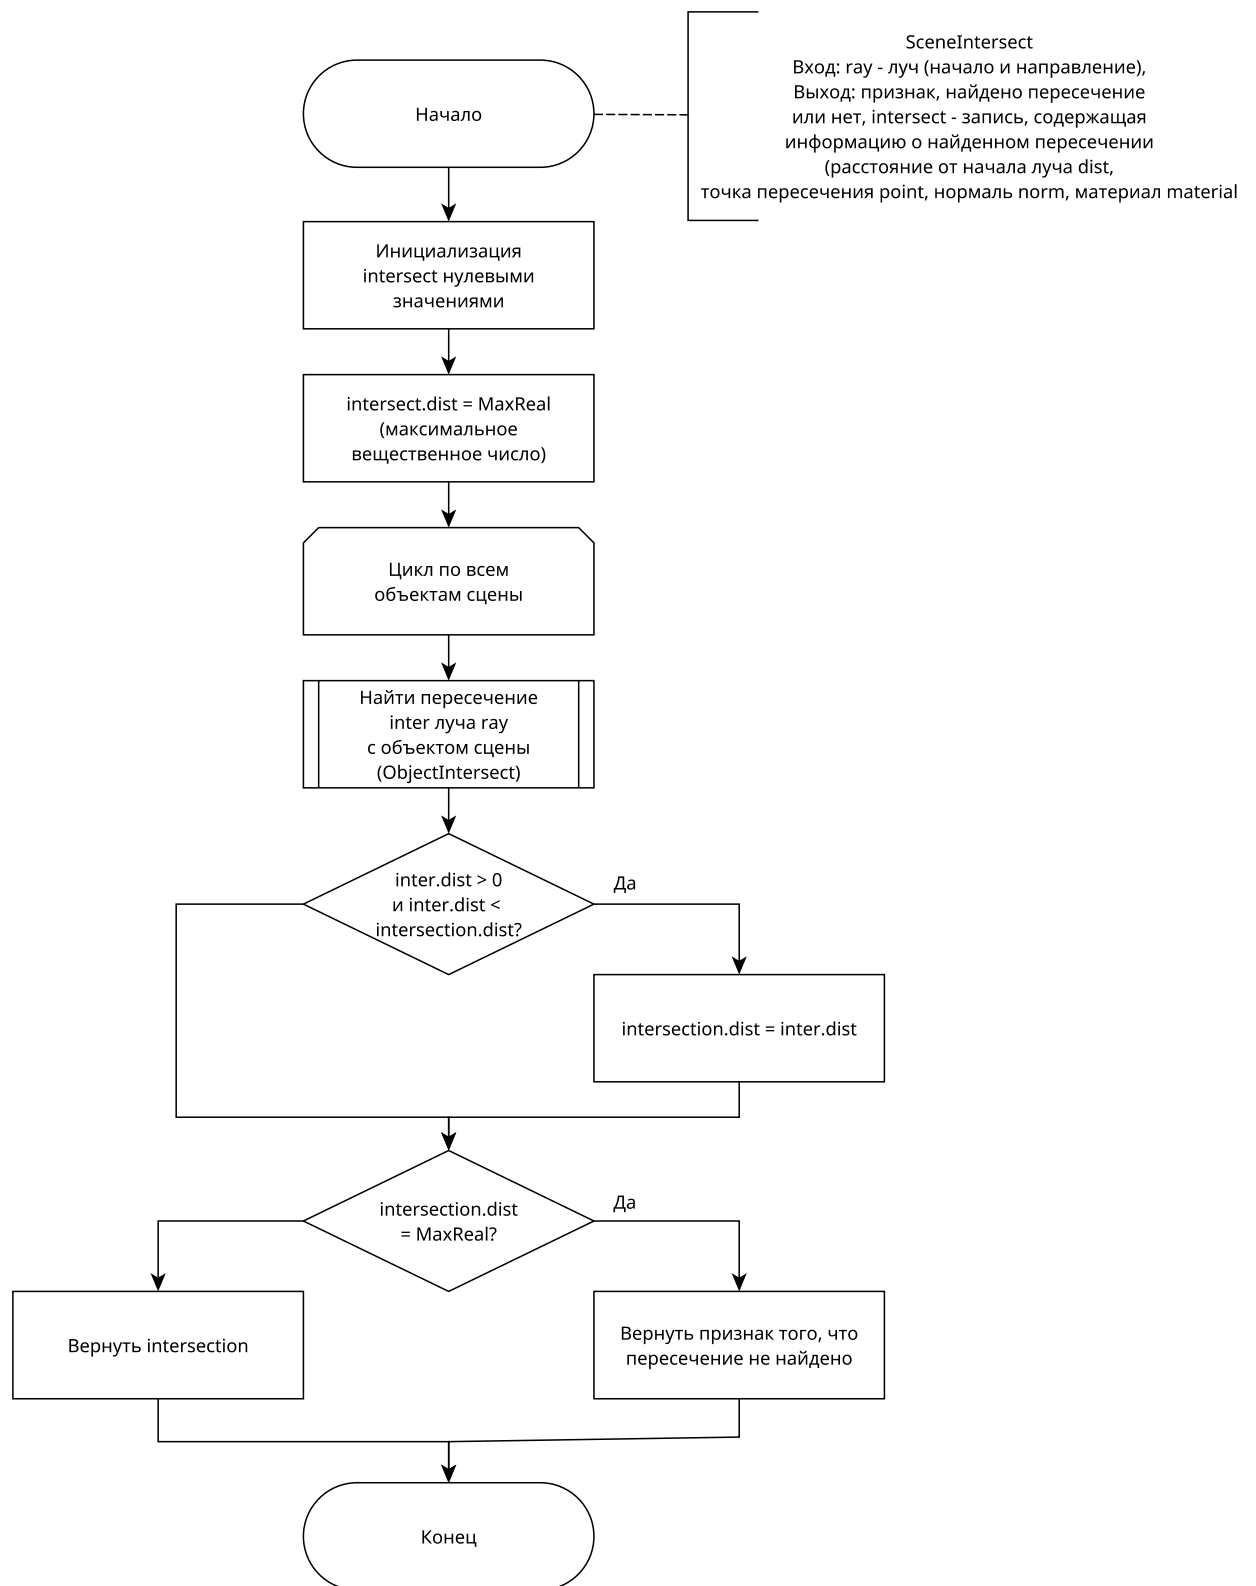 SceneIntersect
Вход: ray - луч (начало и направление),
Выход: признак, найдено пересечение
или нет, intersect - запись, содержащая
информацию о найденном пересечении
(расстояние от начала луча dist,
точка пересечения point, нормаль norm, материал material
Начало
Инициализация
intersect нулевыми
значениями
intersect.dist = MaxReal
(максимальное
вещественное число)
Цикл по всем
объектам сцены
Найти пересечение
inter луча ray
с объектом сцены
(ObjectIntersect)
inter.dist > 0
и inter.dist <
intersection.dist?
Да
intersection.dist = inter.dist
intersection.dist
= MaxReal?
Да
Вернуть intersection
Вернуть признак того, что
пересечение не найдено
Конец